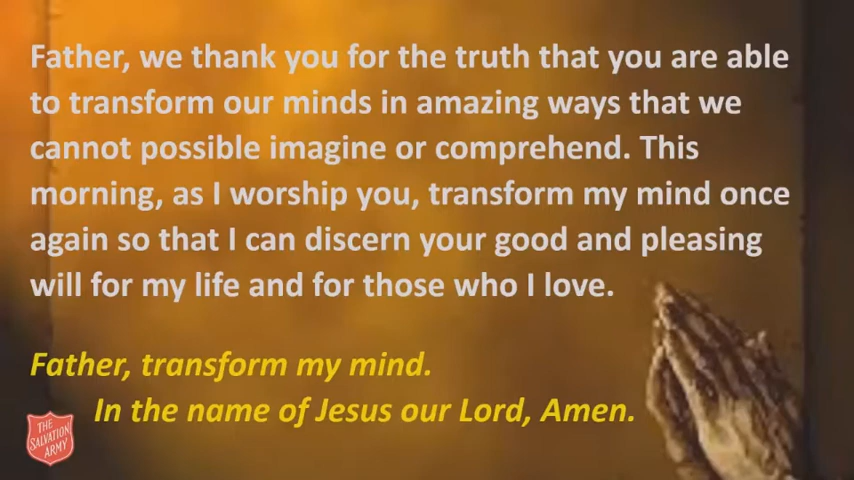 Father, we thank you for the truth that you are able
to transform our minds in amazing ways that we
cannot possible imagine or comprehend. This
morning, as I worship you, transform my mind once
again so that I can discern your good and pleasing
will for my life and for those who I love.
Father, transform my mind.
In the name of Jesus our Lord, Amen.
THE
SALVATION
ARMY